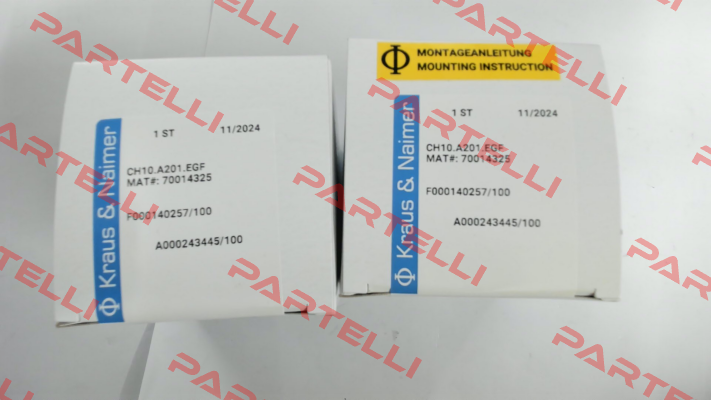 Kraus & Naimer
1 ST 11/2024
CH10.A201.EGF
MAT#: 70014325
F000140257/100
A000243445/100
MONTAGEANLEITUNG
MOUNTING INSTRUCTION
Kraus & Naimer
1 ST 11/2024
CH10.A201.EGF
MAT#: 70014325
F000140257/100
A000243445/100
PARTELLI
PARTELLI
PARTELLI
PARTELLI
PARTELLI
PARTELLI
PARTELLI